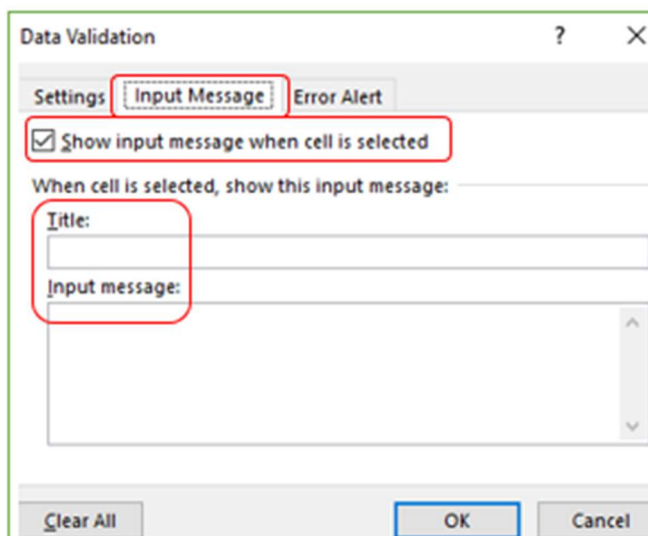 Data Validation ? ×
Settings Input Message Error Alert
Show input message when cell is selected
When cell is selected, show this input message:
Title:
Input message:
Clear All OK Cancel